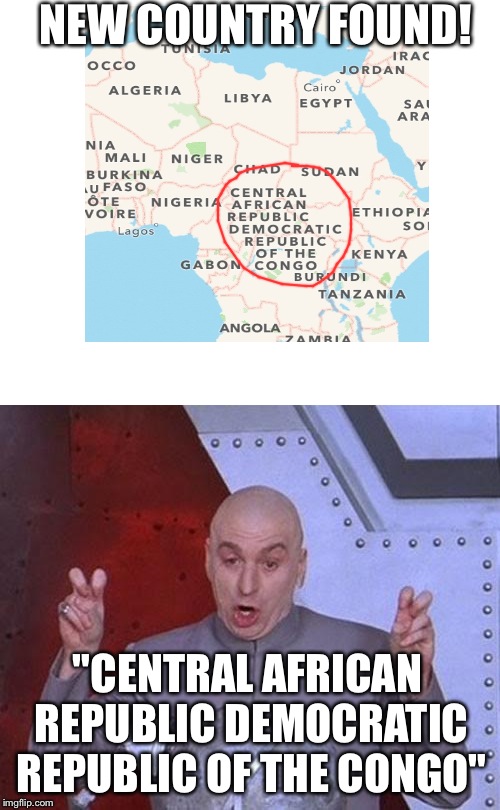 NEW COUNTRY FOUND!
TUNISIA
IRAQ
OCCO
JORDAN
ALGERIA
Cairo
LIBYA
EGYPT
SAU
ARA
NIA
MALI
NIGER
CHAD
SUDAN
Y
BURKINA
AU FASO
CENTRAL
AFRICAN
REPUBLIC
DEMOCRATIC
REPUBLIC
OF THE
CONGO
ÔTE
VOIRE
NIGERIA
ETHIOPIA
SO
Lagos
KENYA
GABON
BURUNDI
TANZANIA
ANGOLA
ZAMBIA
"CENTRAL AFRICAN
REPUBLIC DEMOCRATIC
REPUBLIC OF THE CONGO"
imgflip.com